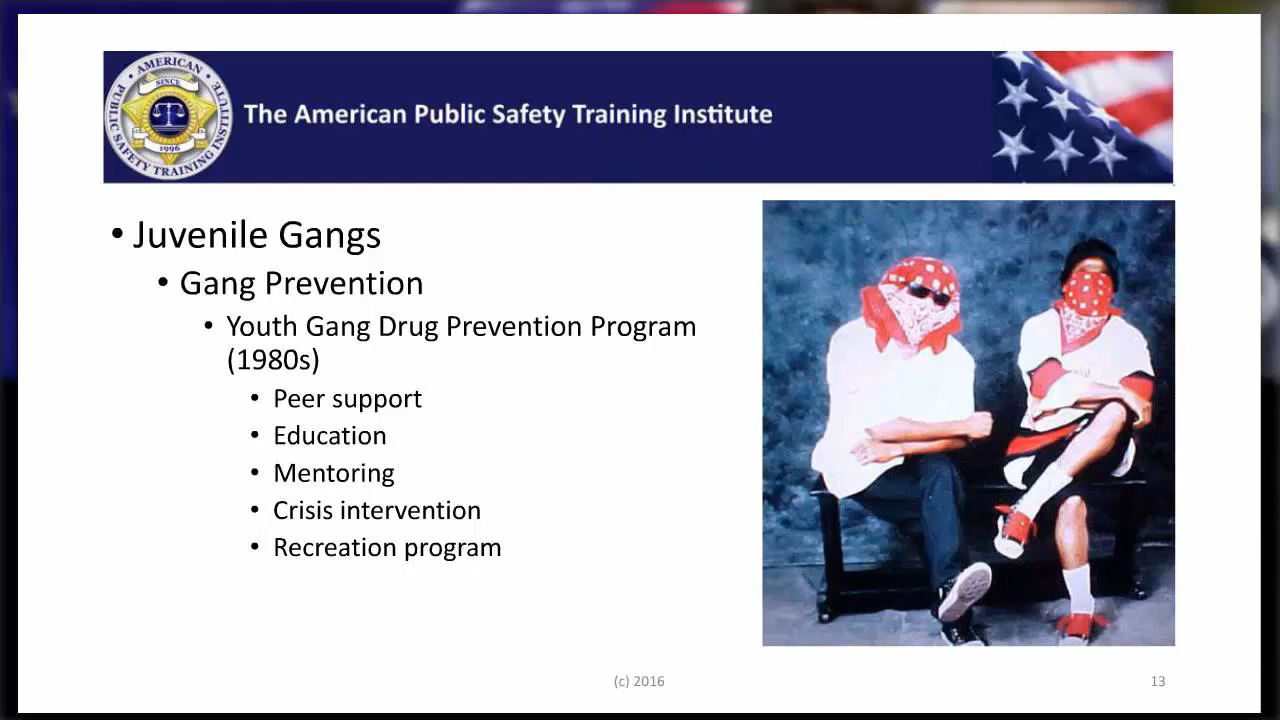 AMERICAN
PUBLIC SAFETY TRAINING INSTITUTE
SINCE
1996
The American Public Safety Training Institute
• Juvenile Gangs
• Gang Prevention
• Youth Gang Drug Prevention Program
(1980s)
• Peer support
• Education
• Mentoring
• Crisis intervention
• Recreation program
(c) 2016
13